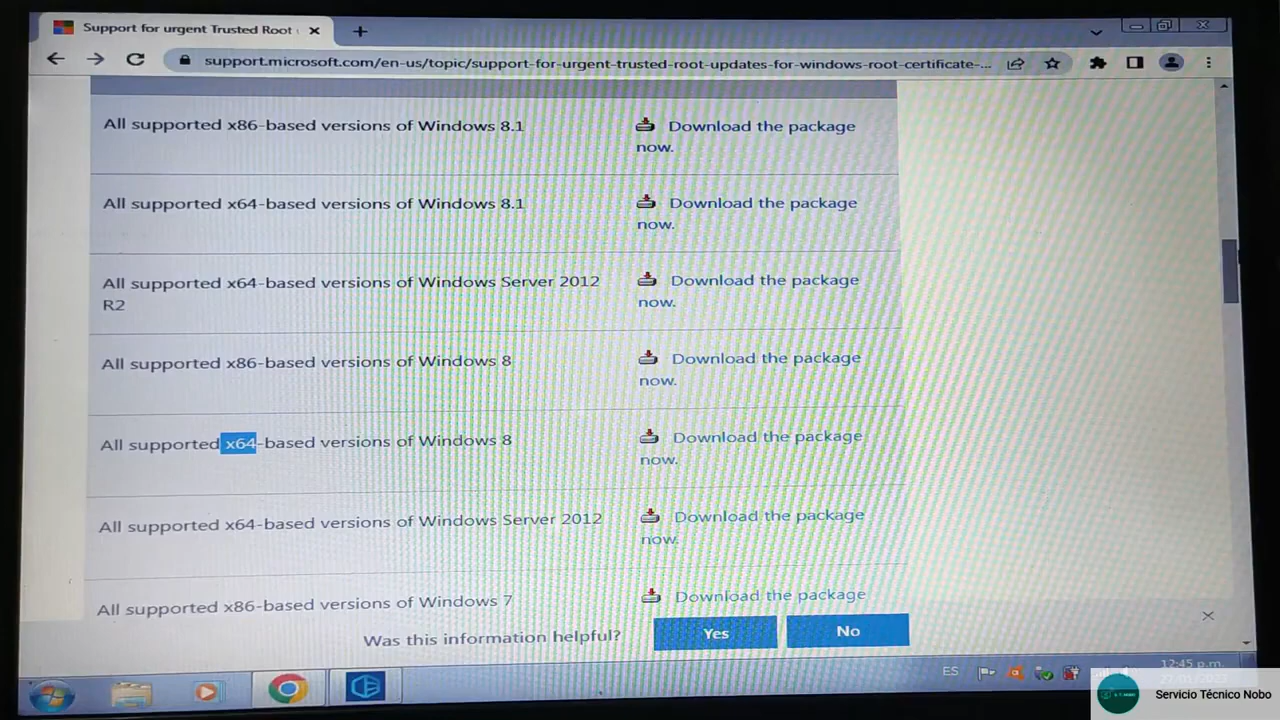 Support for urgent Trusted Root
support.microsoft.com/en-us/topic/support-for-urgent-trusted-root-updates-for-windows-root-certificate-...
All supported x86-based versions of Windows 8.1
Download the package
now.
All supported x64-based versions of Windows 8.1
Download the package
now.
All supported x64-based versions of Windows Server 2012
R2
Download the package
now.
All supported x86-based versions of Windows 8
Download the package
now.
All supported x64-based versions of Windows 8
Download the package
now.
All supported x64-based versions of Windows Server 2012
Download the package
now.
All supported x86-based versions of Windows 7
Download the package
Was this information helpful?
Yes
No
ES
12:45 p.m.
Servicio Técnico Nobo